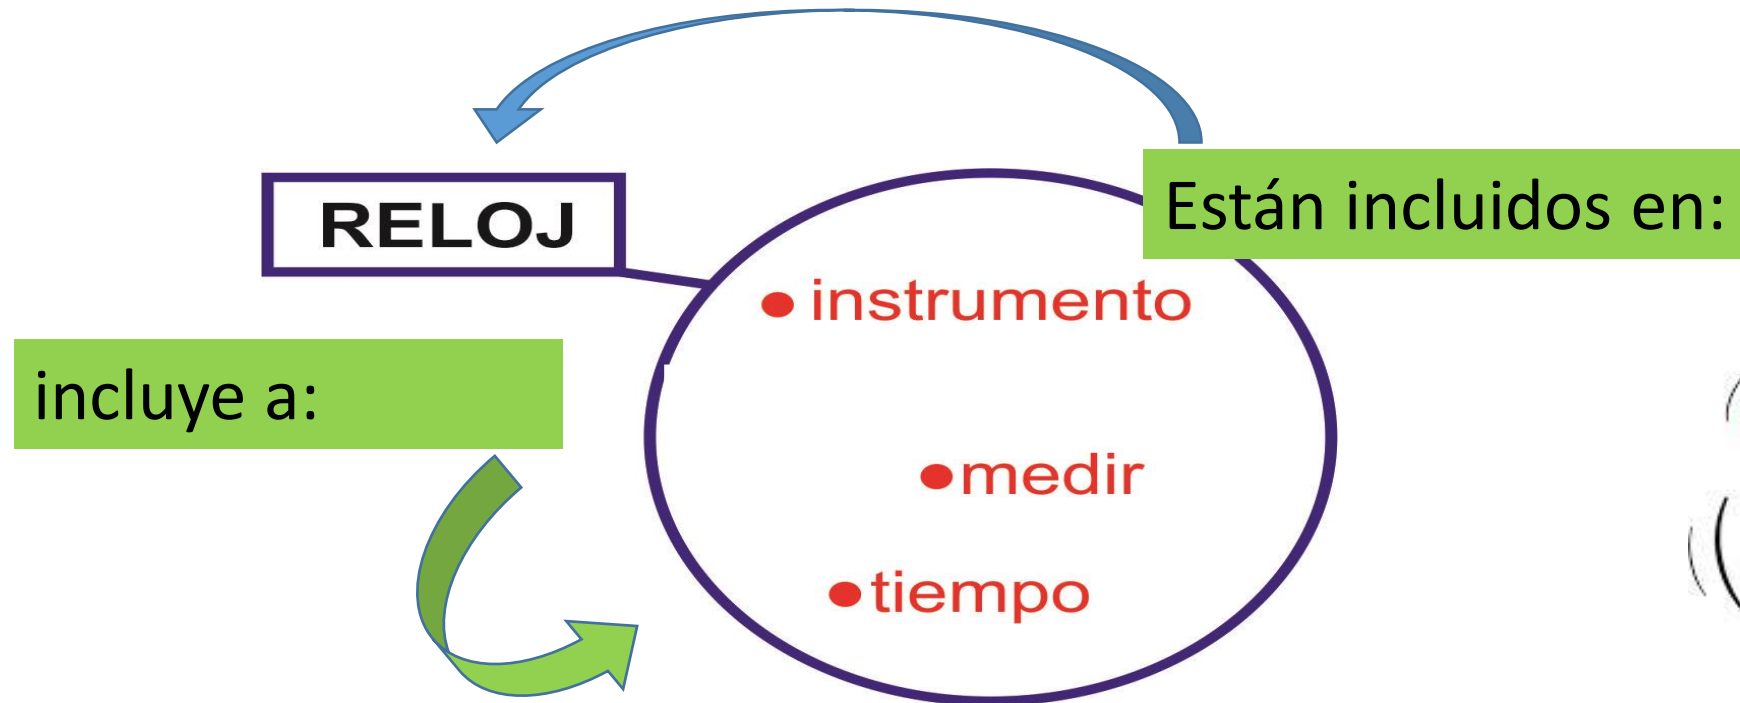 Están incluidos en:
RELOJ
• instrumento
incluye a:
•medir
•tiempo